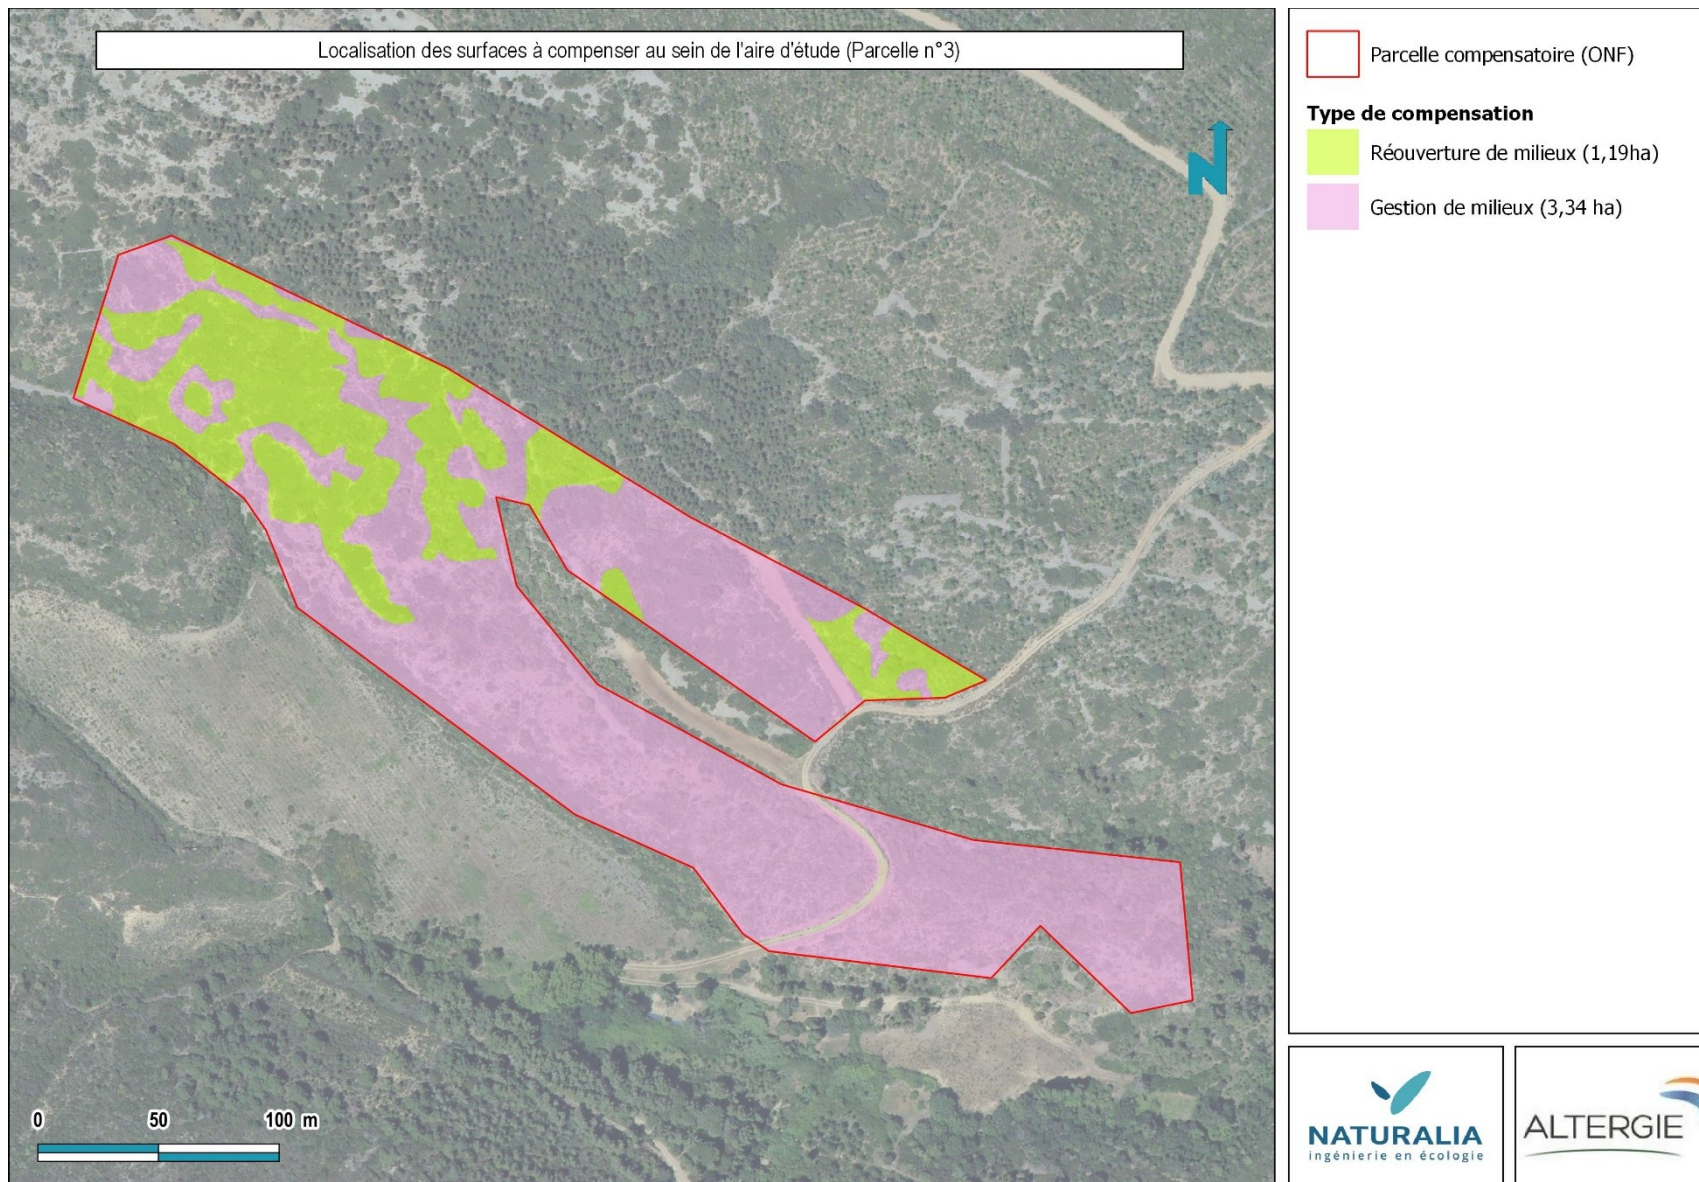 Localisation des surfaces à compenser au sein de l'aire d'étude (Parcelle n°3)
N
0 50 100 m
Parcelle compensatoire (ONF)
Type de compensation
Réouverture de milieux (1,19ha)
Gestion de milieux (3,34 ha)
NATURALIA
ingénierie en écologie
ALTERGIE